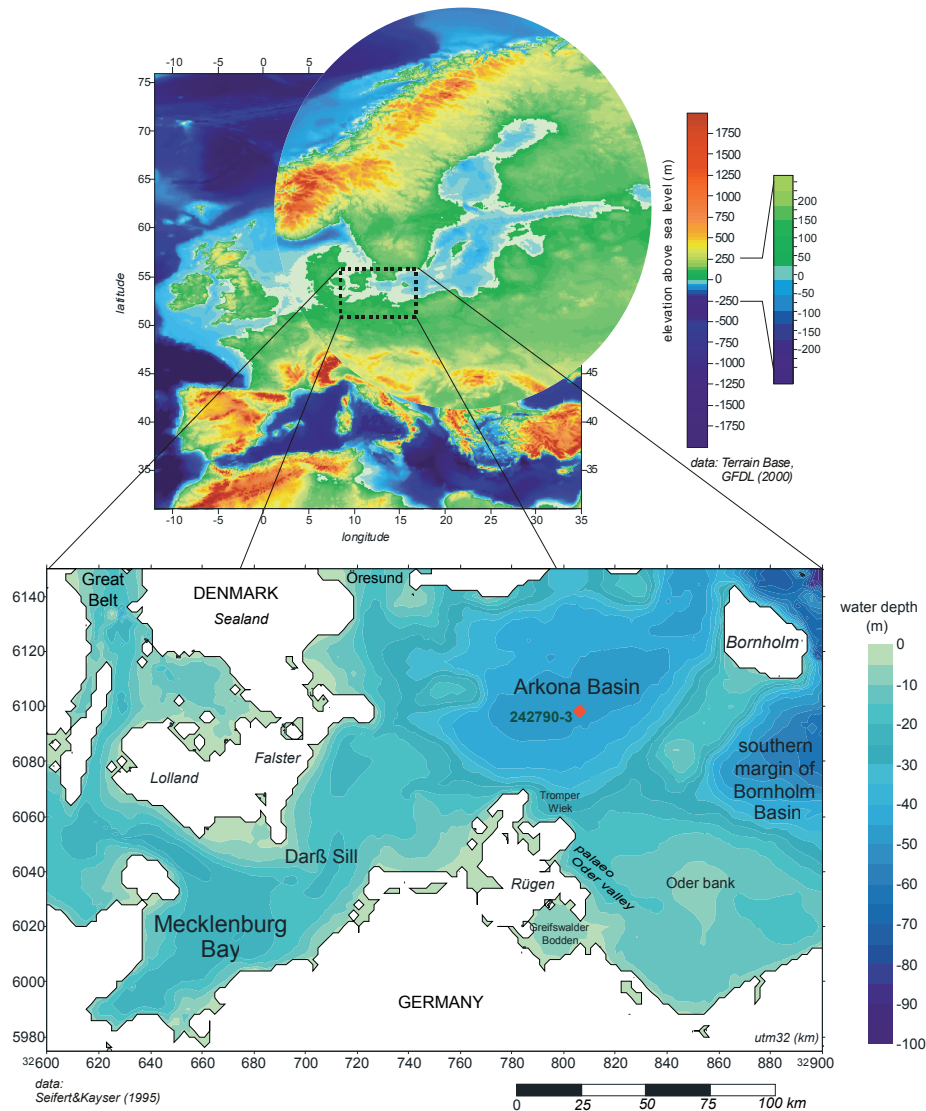 -10 -5 0
75
70
65
60
55
50
45
40
35
latitude
-10 -5 0 5 10 15 20 25 30 35
longitude
45
40
35
elevation above sea level (m)
1750
1500
1250
1000
750
500
250
0
-250
-500
-750
-1000
-1250
-1500
-1750
200
150
100
50
0
-50
-100
-150
-200
data: Terrain Base,
GFDL (2000)
Great
Belt
DENMARK
Sealand
Öresund
Bornholm
Arkona Basin
242790-3
southern
margin of
Bornholm
Basin
Lolland
Falster
Tromper
Wiek
Darß Sill
palaeo
Oder valley
Rügen
Oder bank
Mecklenburg
Bay
Greifswalder
Bodden
GERMANY
utm32 (km)
6140
6120
6100
6080
6060
6040
6020
6000
5980
32600 620 640 660 680 700 720 740 760 780 800 820 840 860 32900
water depth
(m)
0
-10
-20
-30
-40
-50
-60
-70
-80
-90
-100
data:
Seifert&Kayser (1995)
0 25 50 75 100 km